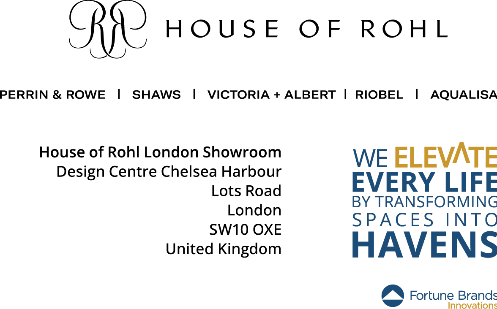 HOUSE OF ROHL
PERRIN & ROWE | SHAWS | VICTORIA + ALBERT | RIOBEL | AQUALISA
House of Rohl London Showroom
Design Centre Chelsea Harbour
Lots Road
London
SW10 OXE
United Kingdom
WE ELEVATE
EVERY LIFE
BY TRANSFORMING
SPACES INTO
HAVENS
Fortune Brands
Innovations